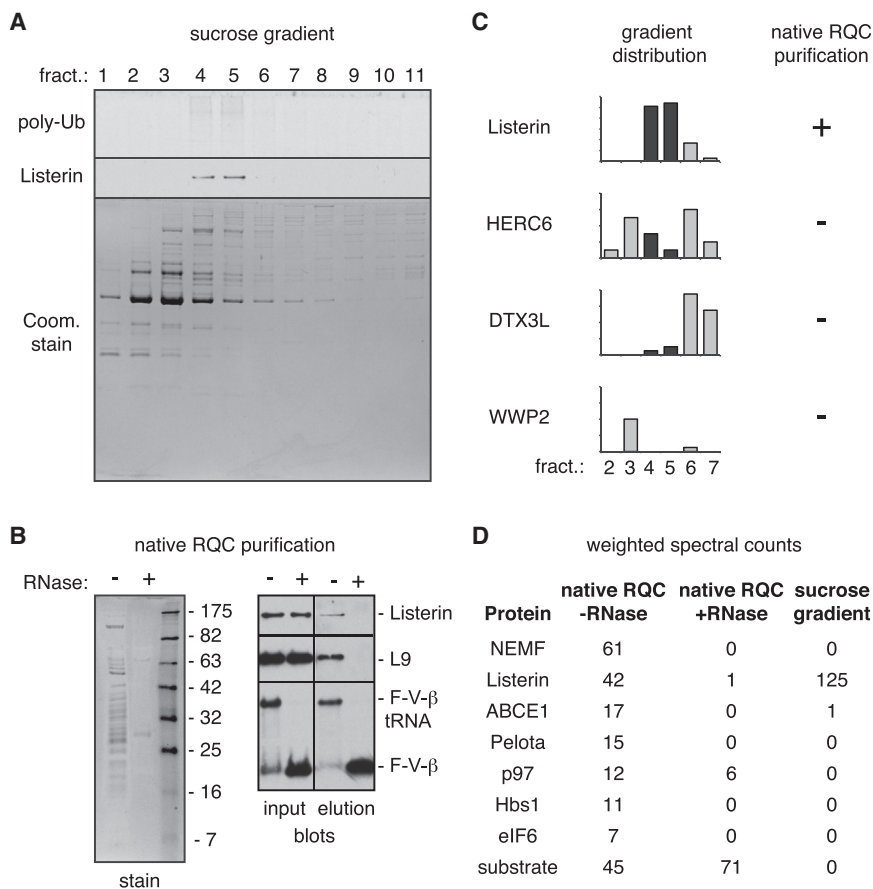 A
sucrose gradient
fract.: 1 2 3 4 5 6 7 8 9 10 11
poly-Ub
Listerin
Coom.
stain
B
native RQC purification
RNase: - + - + - +
- 175
- 82
- 63
- 42
- 32
- 25
- 16
- 7
stain
- Listerin
- L9
- F-V-β
tRNA
- F-V-β
input elution
blots
C
gradient
distribution
native RQC
purification
Listerin +
HERC6 -
DTX3L -
WWP2 -
fract.: 2 3 4 5 6 7
D
weighted spectral counts
Protein native RQC -RNase native RQC +RNase sucrose gradient
NEMF 61 0 0
Listerin 42 1 125
ABCE1 17 0 1
Pelota 15 0 0
p97 12 6 0
Hbs1 11 0 0
eIF6 7 0 0
substrate 45 71 0